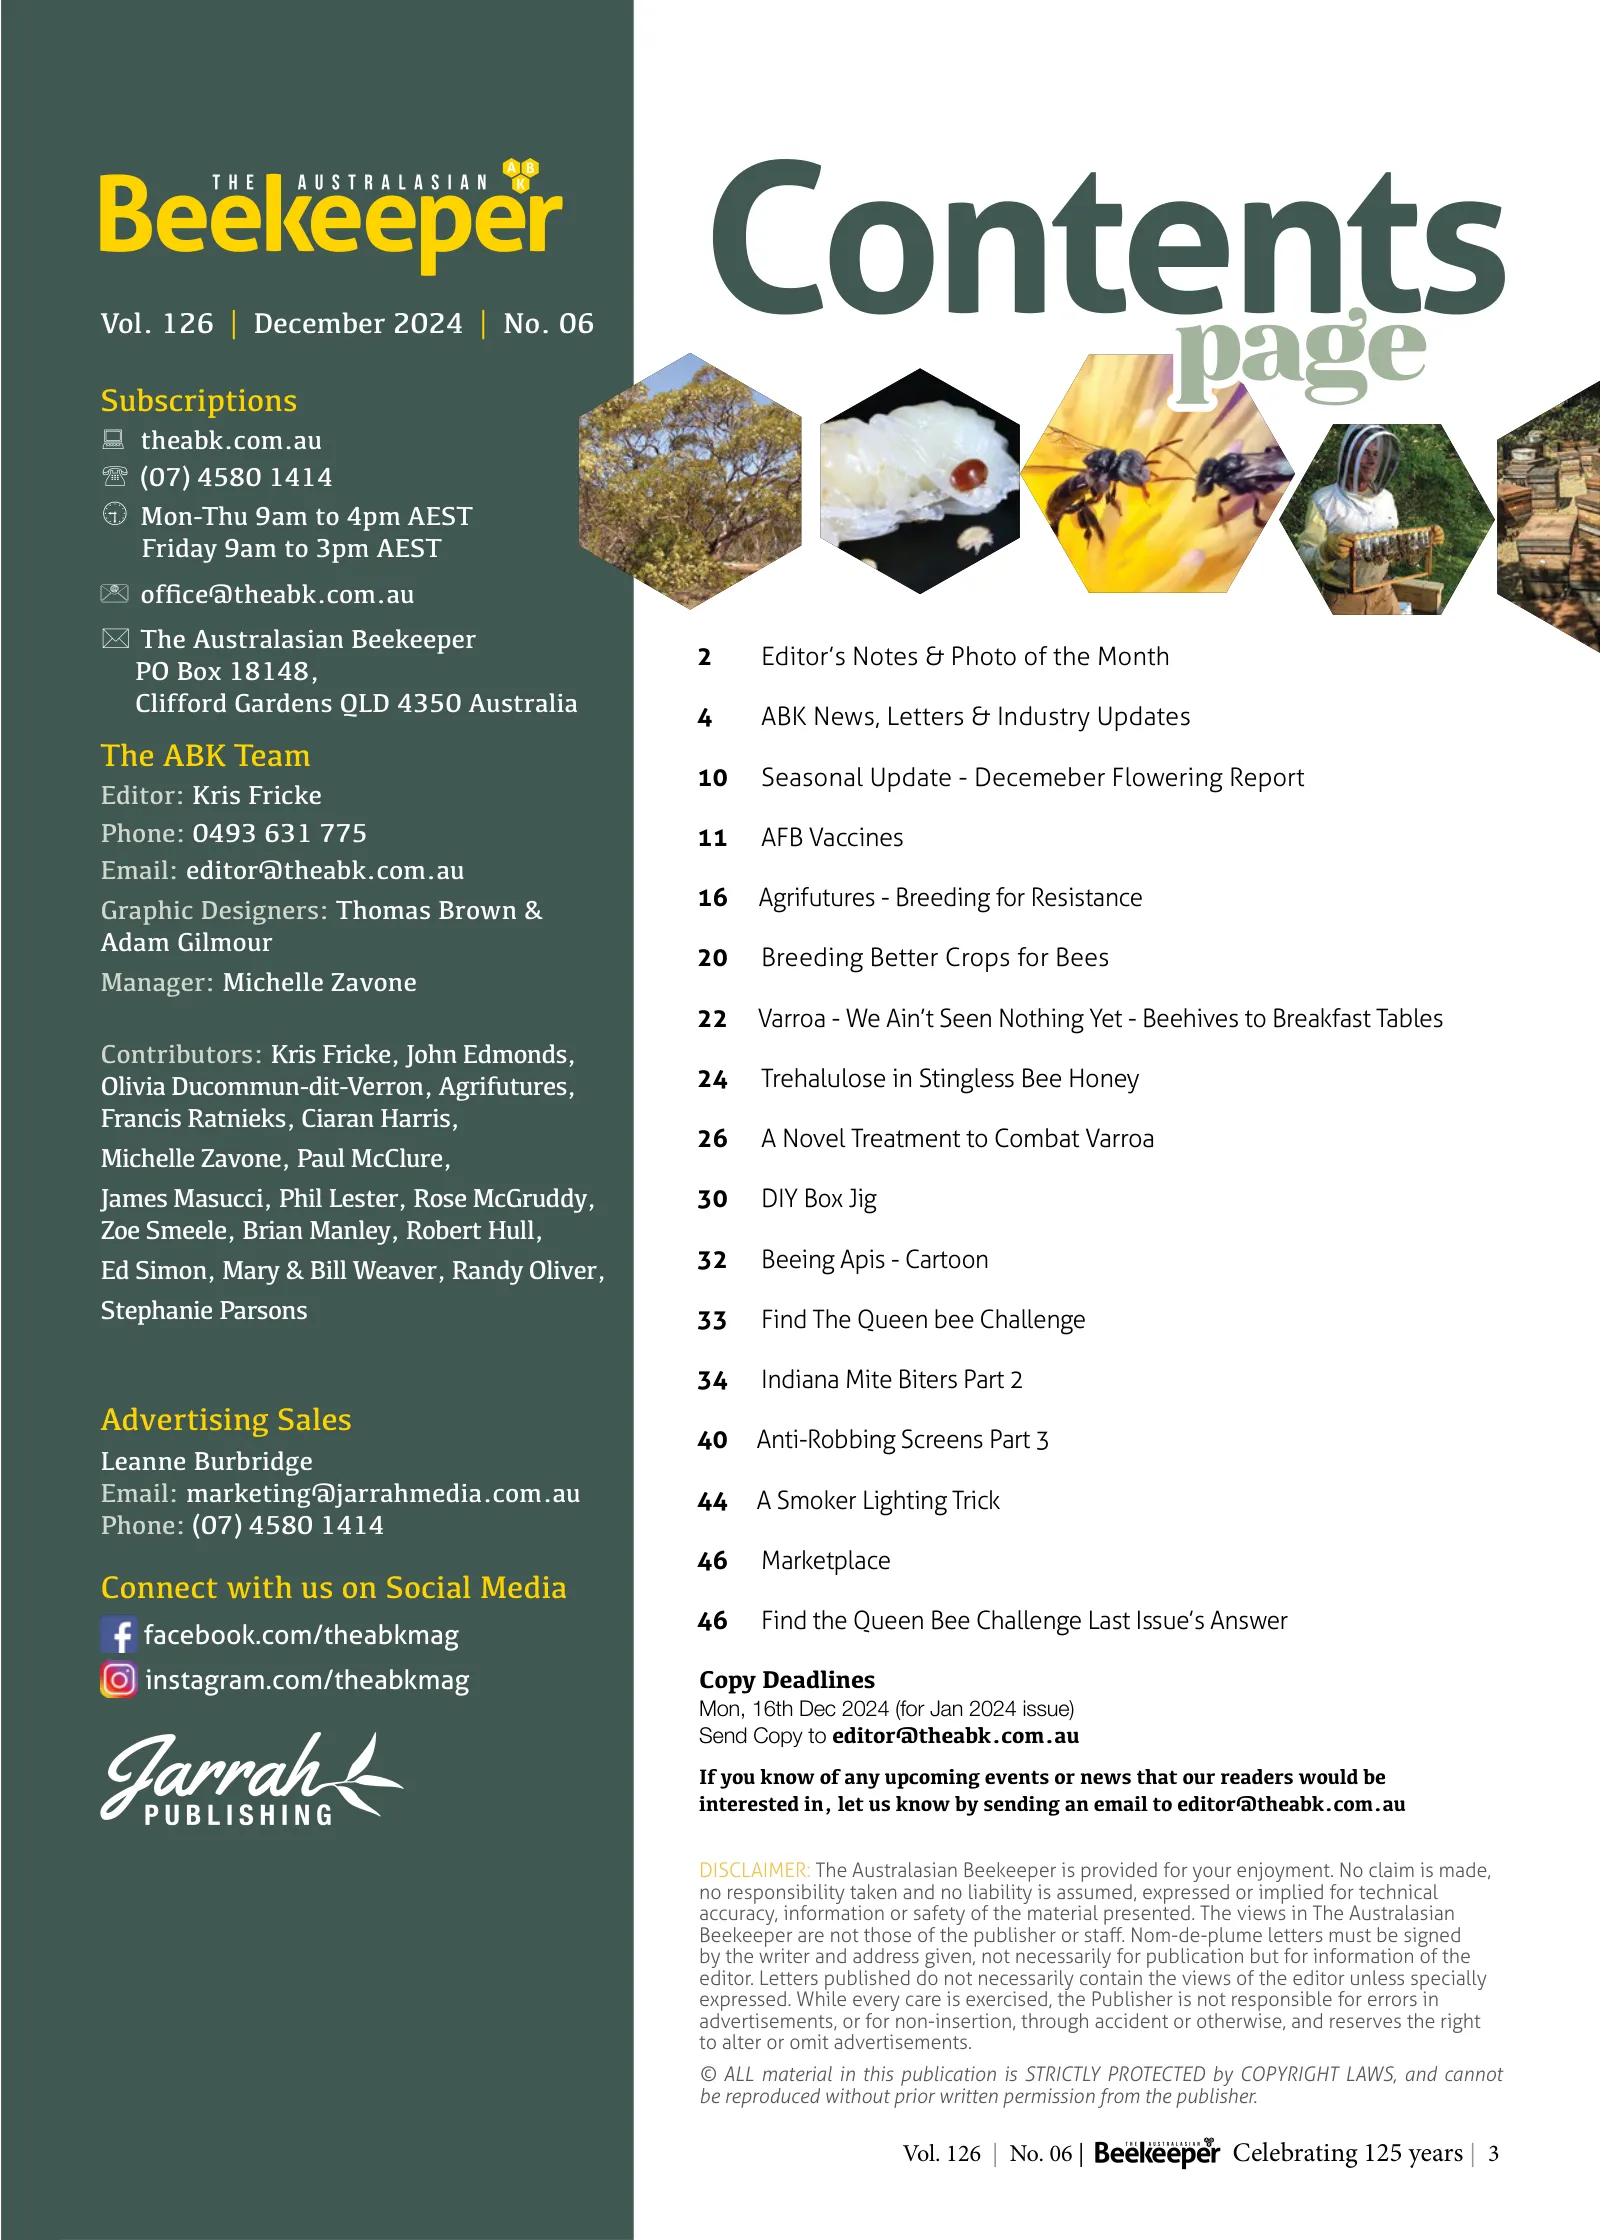 THE AUSTRALASIAN
A B
K
Beekeeper
Vol. 126 | December 2024 | No. 06
Subscriptions
theabk.com.au
(07) 4580 1414
Mon-Thu 9am to 4pm AEST
Friday 9am to 3pm AEST
office@theabk.com.au
The Australasian Beekeeper
PO Box 18148,
Clifford Gardens QLD 4350 Australia
The ABK Team
Editor: Kris Fricke
Phone: 0493 631 775
Email: editor@theabk.com.au
Graphic Designers: Thomas Brown &
Adam Gilmour
Manager: Michelle Zavone
Contributors: Kris Fricke, John Edmonds,
Olivia Ducommun-dit-Verron, Agrifutures,
Francis Ratnieks, Ciaran Harris,
Michelle Zavone, Paul McClure,
James Masucci, Phil Lester, Rose McGruddy,
Zoe Smeele, Brian Manley, Robert Hull,
Ed Simon, Mary & Bill Weaver, Randy Oliver,
Stephanie Parsons
Advertising Sales
Leanne Burbridge
Email: marketing@jarrahmedia.com.au
Phone: (07) 4580 1414
Connect with us on Social Media
facebook.com/theabkmag
instagram.com/theabkmag
Jarrah
PUBLISHING
Contents
page
2 Editor's Notes & Photo of the Month
4 ABK News, Letters & Industry Updates
10 Seasonal Update - Decemeber Flowering Report
11 AFB Vaccines
16 Agrifutures - Breeding for Resistance
20 Breeding Better Crops for Bees
22 Varroa - We Ain't Seen Nothing Yet - Beehives to Breakfast Tables
24 Trehalulose in Stingless Bee Honey
26 A Novel Treatment to Combat Varroa
30 DIY Box Jig
32 Beeing Apis - Cartoon
33 Find The Queen bee Challenge
34 Indiana Mite Biters Part 2
40 Anti-Robbing Screens Part 3
44 A Smoker Lighting Trick
46 Marketplace
46 Find the Queen Bee Challenge Last Issue's Answer
Copy Deadlines
Mon, 16th Dec 2024 (for Jan 2024 issue)
Send Copy to editor@theabk.com.au
If you know of any upcoming events or news that our readers would be
interested in, let us know by sending an email to editor@theabk.com.au
DISCLAIMER: The Australasian Beekeeper is provided for your enjoyment. No claim is made,
no responsibility taken and no liability is assumed, expressed or implied for technical
accuracy, information or safety of the material presented. The views in The Australasian
Beekeeper are not those of the publisher or staff. Nom-de-plume letters must be signed
by the writer and address given, not necessarily for publication but for information of the
editor. Letters published do not necessarily contain the views of the editor unless specially
expressed. While every care is exercised, the Publisher is not responsible for errors in
advertisements, or for non-insertion, through accident or otherwise, and reserves the right
to alter or omit advertisements.
© ALL material in this publication is STRICTLY PROTECTED by COPYRIGHT LAWS, and cannot
be reproduced without prior written permission from the publisher.
Vol. 126 | No. 06 | THE AUSTRALASIAN Beekeeper Celebrating 125 years | 3